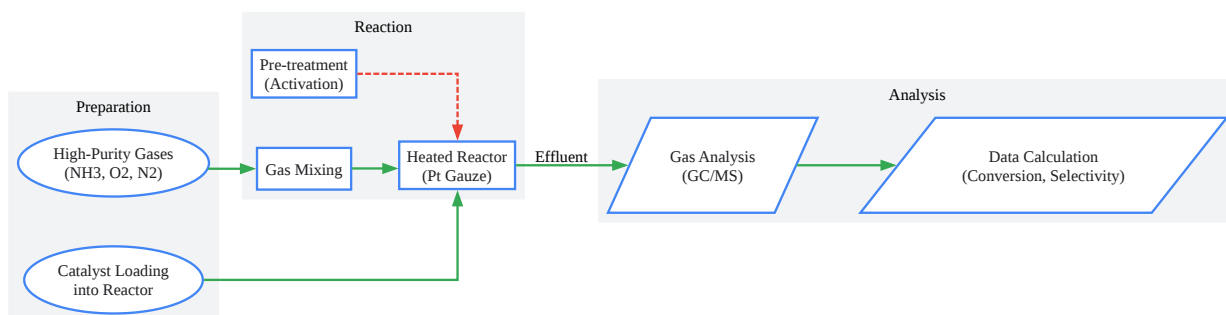 Preparation
High-Purity Gases
(NH3, O2, N2)
Catalyst Loading
into Reactor
Reaction
Pre-treatment
(Activation)
Gas Mixing
Heated Reactor
(Pt Gauze)
Effluent
Analysis
Gas Analysis
(GC/MS)
Data Calculation
(Conversion, Selectivity)